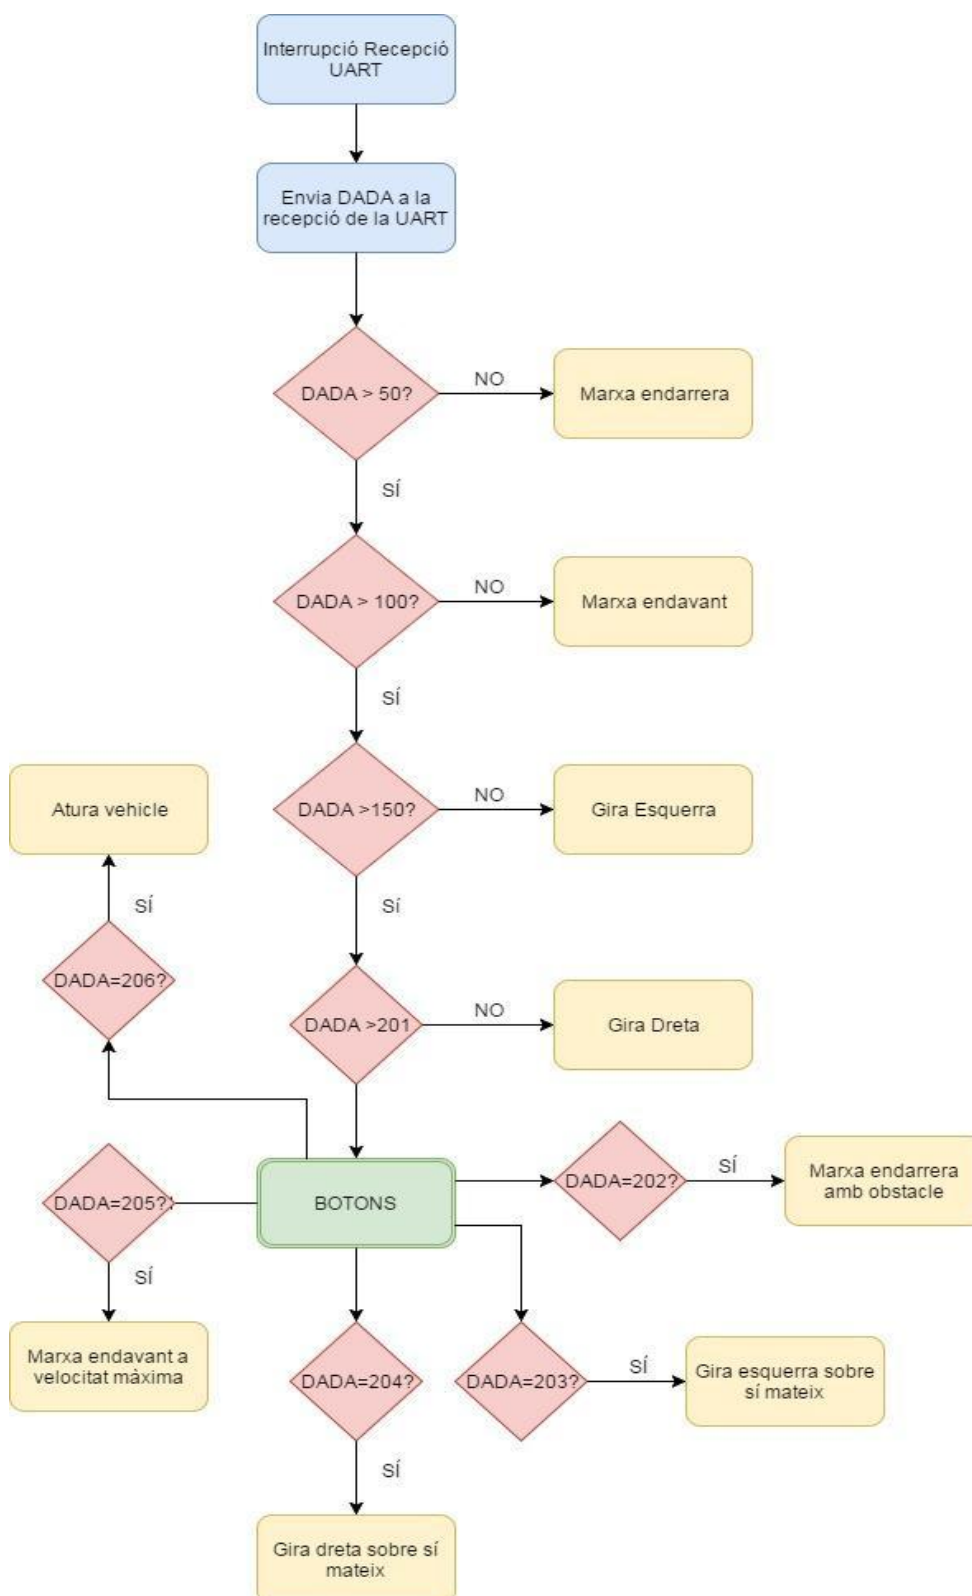 Interrupció Recepció
UART
Envia DADA a la
recepció de la UART
DADA > 50?
NO
Marxa endarrera
SÍ
DADA > 100?
NO
Marxa endavant
SÍ
DADA >150?
NO
Gira Esquerra
Atura vehicle
SÍ
Sí
DADA=206?
DADA >201
NO
Gira Dreta
BOTONS
DADA=202?
SÍ
Marxa endarrera
amb obstacle
DADA=205?
SÍ
Marxa endavant a
velocitat màxima
DADA=204?
DADA=203?
SÍ
Gira esquerra sobre
sí mateix
SÍ
Gira dreta sobre sí
mateix